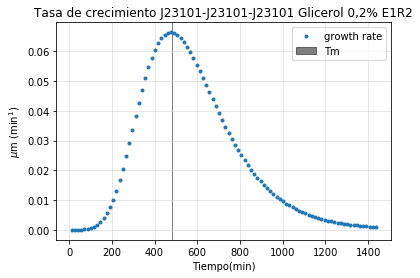 Tasa de crecimiento J23101-J23101-J23101 Glicerol 0,2% E1R2
growth rate
Tm
μm (min¹)
0.06
0.05
0.04
0.03
0.02
0.01
0.00
0 200 400 600 800 1000 1200 1400
Tiempo(min)